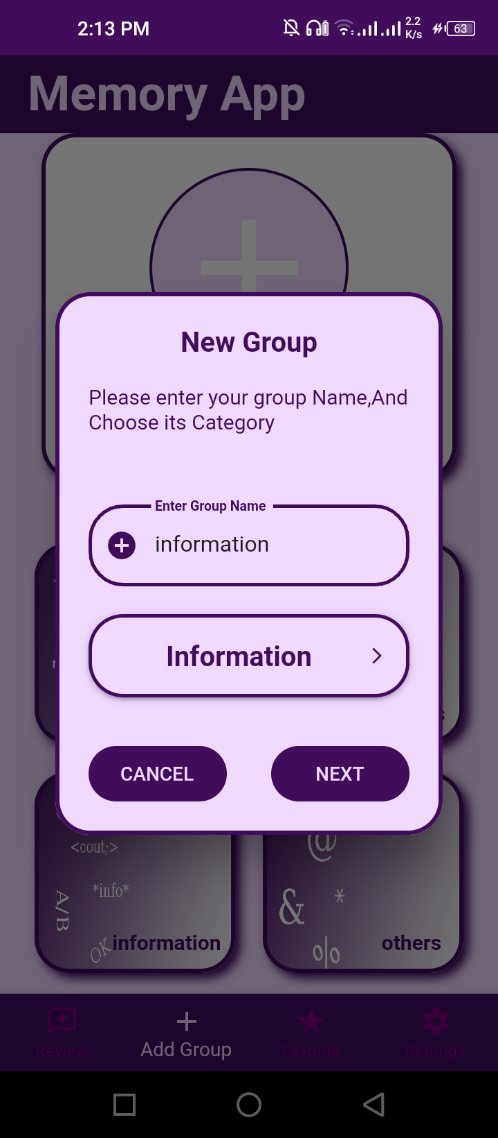 2:13 PM
2.2
K/s
63
Memory App
New Group
Please enter your group Name,And
Choose its Category
Enter Group Name
information
Information
CANCEL
NEXT
<cout;>
*info*
A/B
OK
information
@
&
*
%
others
Review
Add Group
Favorite
Settings